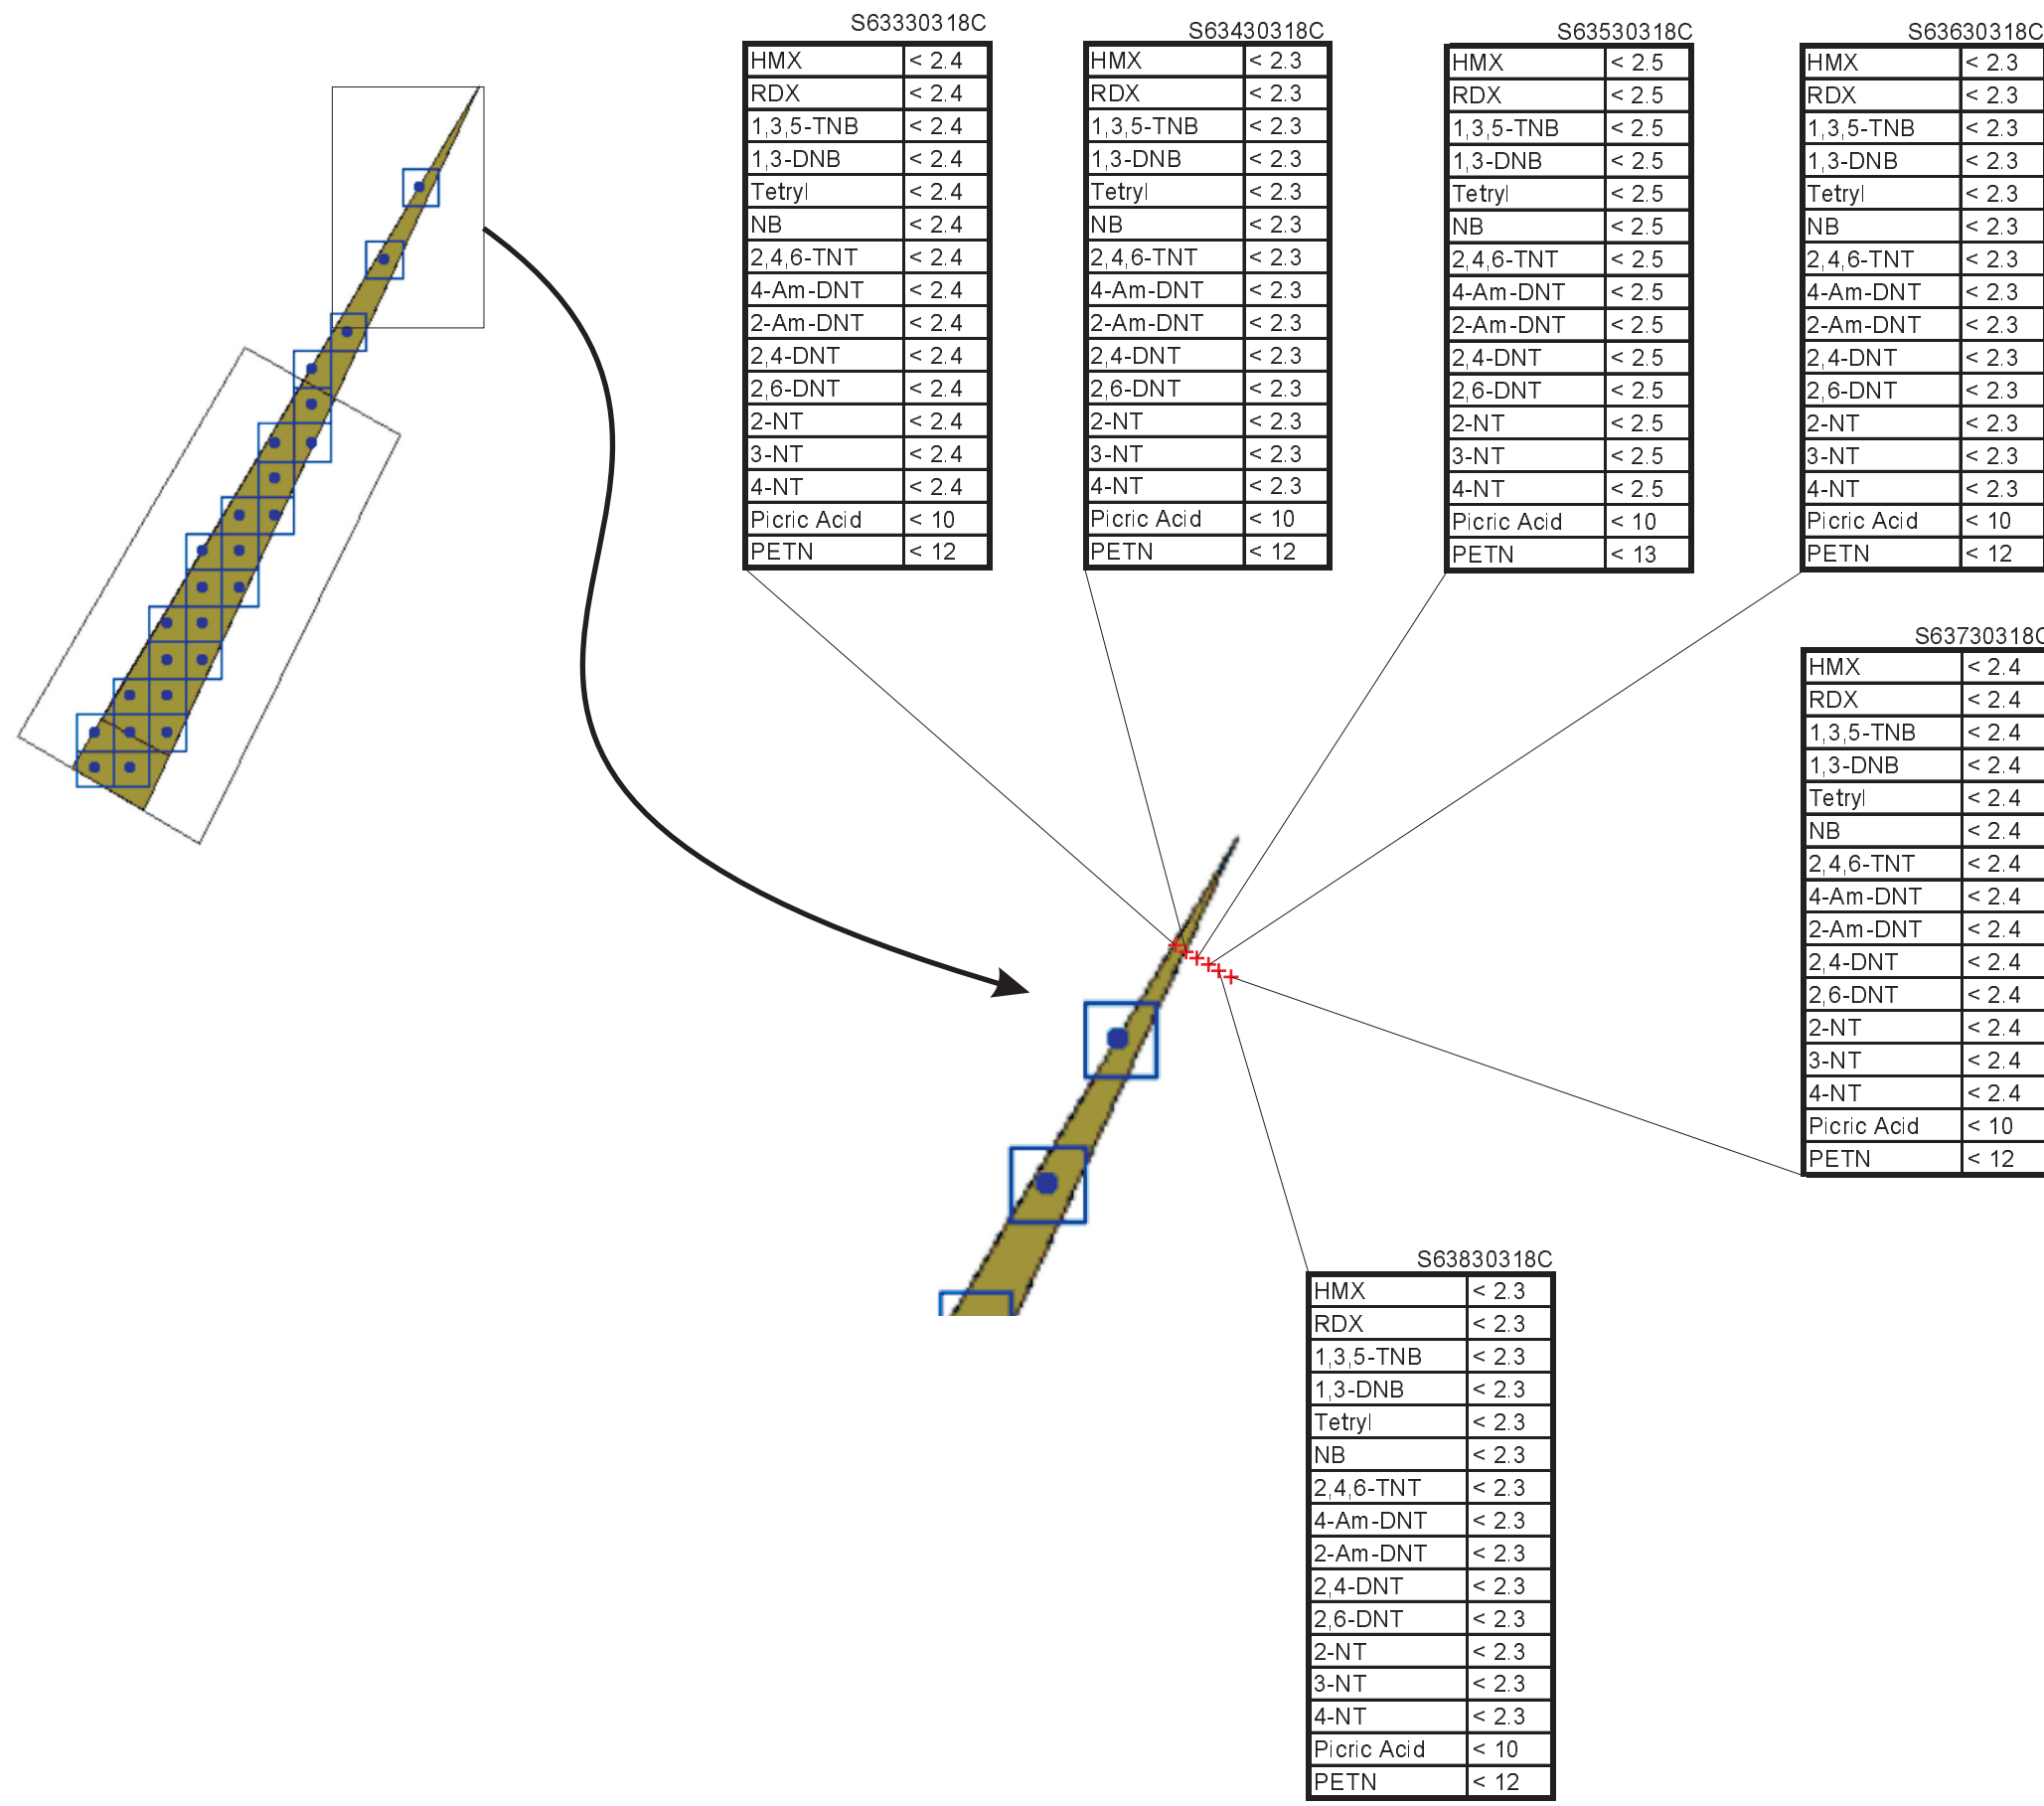 S63330318C
HMX < 2.4
RDX < 2.4
1,3,5-TNB < 2.4
1,3-DNB < 2.4
Tetryl < 2.4
NB < 2.4
2,4,6-TNT < 2.4
4-Am-DNT < 2.4
2-Am-DNT < 2.4
2,4-DNT < 2.4
2,6-DNT < 2.4
2-NT < 2.4
3-NT < 2.4
4-NT < 2.4
Picric Acid < 10
PETN < 12
S63430318C
HMX < 2.3
RDX < 2.3
1,3,5-TNB < 2.3
1,3-DNB < 2.3
Tetryl < 2.3
NB < 2.3
2,4,6-TNT < 2.3
4-Am-DNT < 2.3
2-Am-DNT < 2.3
2,4-DNT < 2.3
2,6-DNT < 2.3
2-NT < 2.3
3-NT < 2.3
4-NT < 2.3
Picric Acid < 10
PETN < 12
S63530318C
HMX < 2.5
RDX < 2.5
1,3,5-TNB < 2.5
1,3-DNB < 2.5
Tetryl < 2.5
NB < 2.5
2,4,6-TNT < 2.5
4-Am-DNT < 2.5
2-Am-DNT < 2.5
2,4-DNT < 2.5
2,6-DNT < 2.5
2-NT < 2.5
3-NT < 2.5
4-NT < 2.5
Picric Acid < 10
PETN < 13
S63630318C
HMX < 2.3
RDX < 2.3
1,3,5-TNB < 2.3
1,3-DNB < 2.3
Tetryl < 2.3
NB < 2.3
2,4,6-TNT < 2.3
4-Am-DNT < 2.3
2-Am-DNT < 2.3
2,4-DNT < 2.3
2,6-DNT < 2.3
2-NT < 2.3
3-NT < 2.3
4-NT < 2.3
Picric Acid < 10
PETN < 12
S63730318C
HMX < 2.4
RDX < 2.4
1,3,5-TNB < 2.4
1,3-DNB < 2.4
Tetryl < 2.4
NB < 2.4
2,4,6-TNT < 2.4
4-Am-DNT < 2.4
2-Am-DNT < 2.4
2,4-DNT < 2.4
2,6-DNT < 2.4
2-NT < 2.4
3-NT < 2.4
4-NT < 2.4
Picric Acid < 10
PETN < 12
S63830318C
HMX < 2.3
RDX < 2.3
1,3,5-TNB < 2.3
1,3-DNB < 2.3
Tetryl < 2.3
NB < 2.3
2,4,6-TNT < 2.3
4-Am-DNT < 2.3
2-Am-DNT < 2.3
2,4-DNT < 2.3
2,6-DNT < 2.3
2-NT < 2.3
3-NT < 2.3
4-NT < 2.3
Picric Acid < 10
PETN < 12